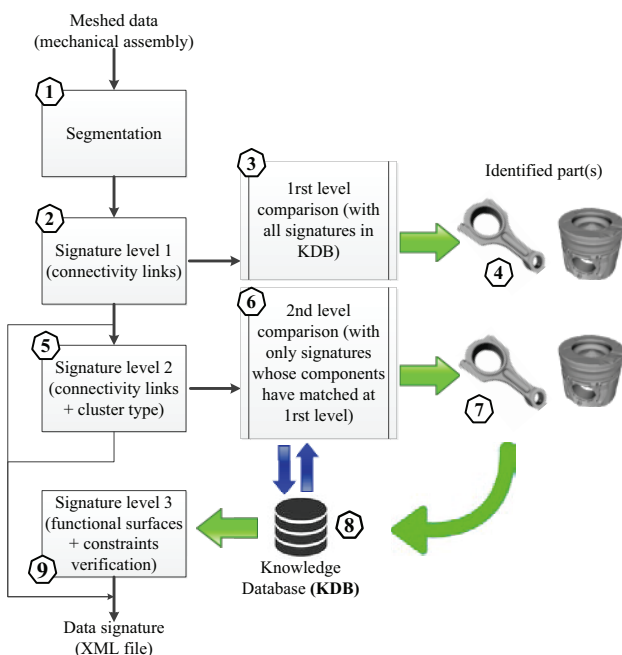 Meshed data
(mechanical assembly)
1
Segmentation
2
Signature level 1
(connectivity links)
3
1rst level
comparison (with
all signatures in
KDB)
Identified part(s)
4
5
Signature level 2
(connectivity links
+ cluster type)
6
2nd level
comparison (with
only signatures
whose components
have matched at
1rst level)
7
8
Knowledge
Database (KDB)
Signature level 3
(functional surfaces
+ constraints
verification)
9
Data signature
(XML file)